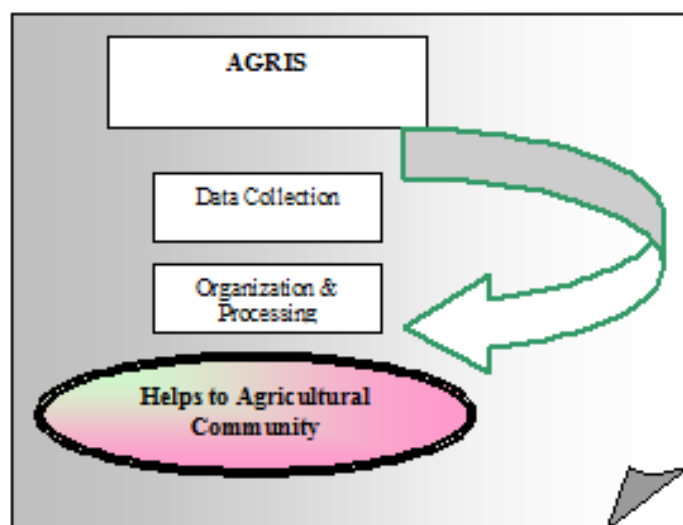 AGRIS
Data Collection
Organization &
Processing
Helps to Agricultural
Community